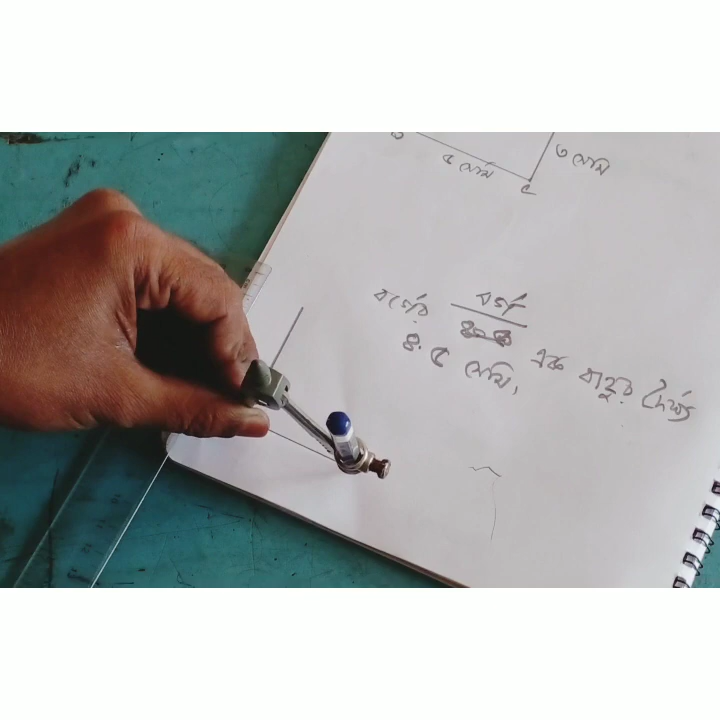 ৫ সেমি
৩ সেমি
C
বর্গ
বর্গের এক বাহুর দৈর্ঘ্য
৪.৫ সেমি,